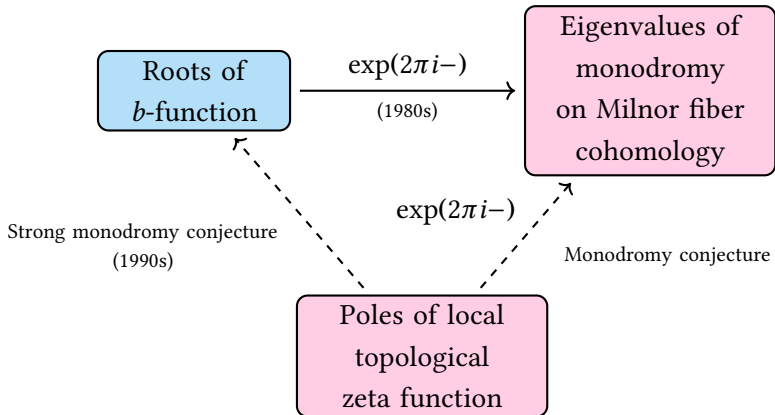 Roots of
b-function
exp(2πi–)
(1980s)
Eigenvalues of
monodromy
on Milnor fiber
cohomology
Strong monodromy conjecture
(1990s)
exp(2πi–)
Monodromy conjecture
Poles of local
topological
zeta function